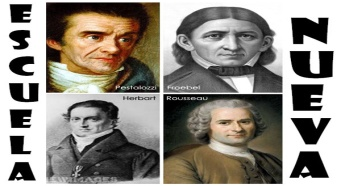 ESCUELA
Pestalozzi
Froebel
Herbart
Rousseau
NUEVA